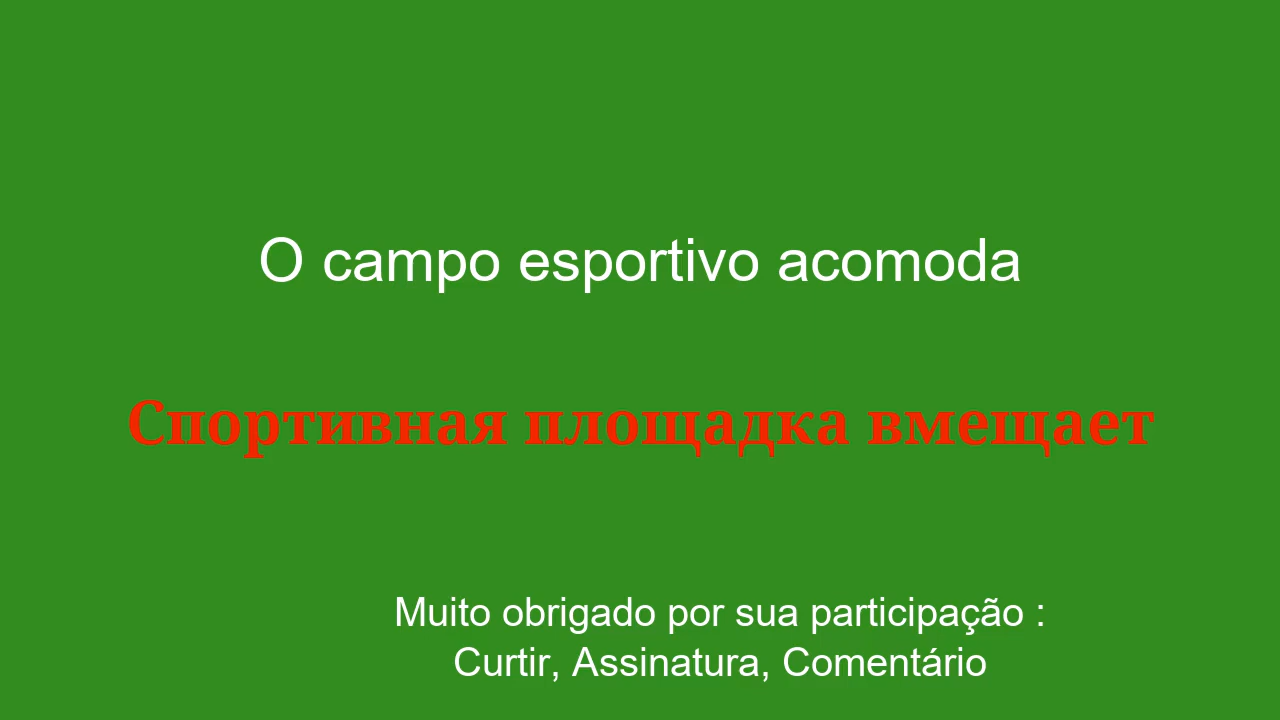 O campo esportivo acomoda
Спортивная площадка вмещает
Muito obrigado por sua participação :
Curtir, Assinatura, Comentário